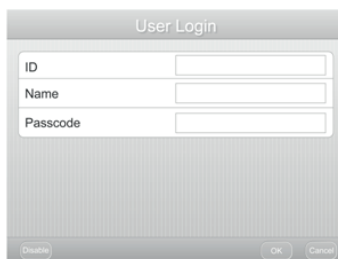 User Login
ID
Name
Passcode
Disable
OK
Cancel